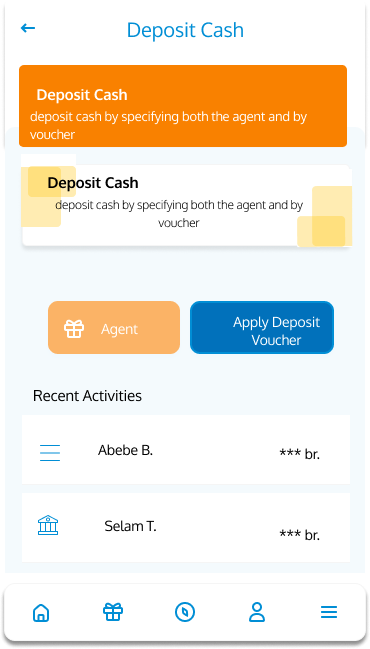 Deposit Cash
Deposit Cash
deposit cash by specifying both the agent and by
voucher
Deposit Cash
deposit cash by specifying both the agent and by
voucher
Agent
Apply Deposit
Voucher
Recent Activities
Abebe B.
*** br.
Selam T.
*** br.